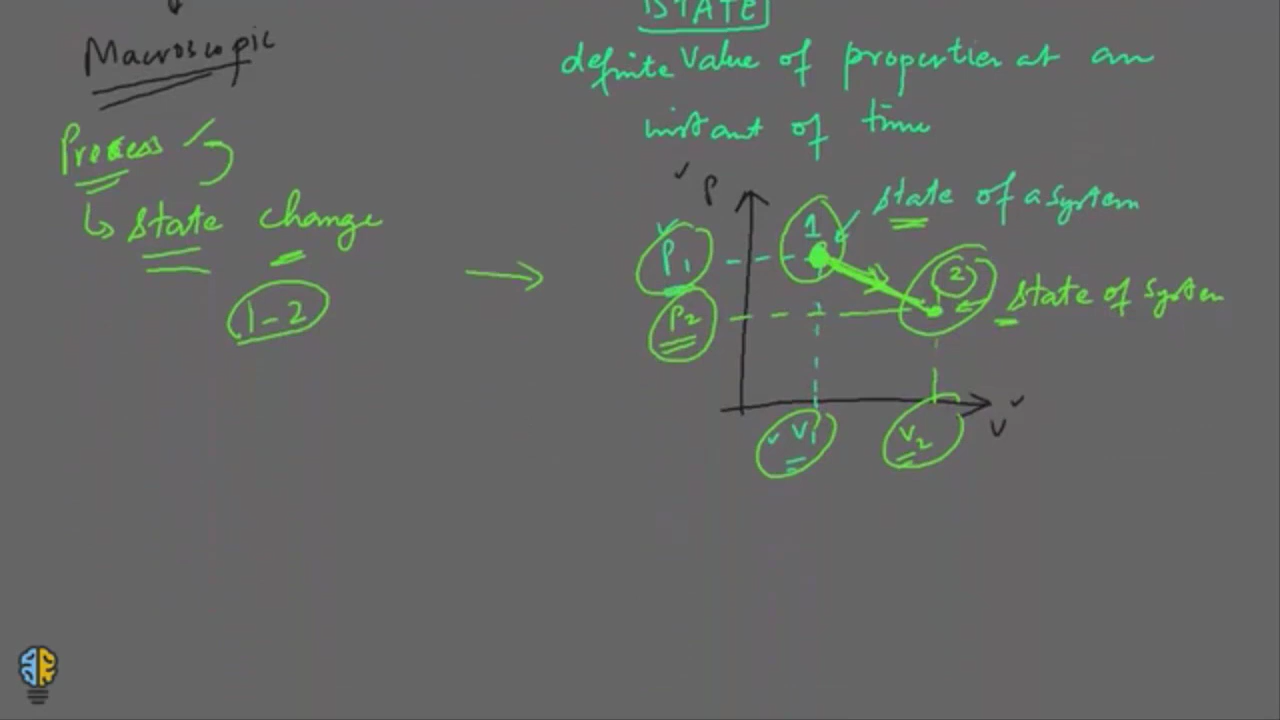 Macroscopic
Process
↳ state change
1-2
STATE
definite value of properties at an
instant of time
P
1
state of a system
P1
2
state of system
P2
V1
V2
V